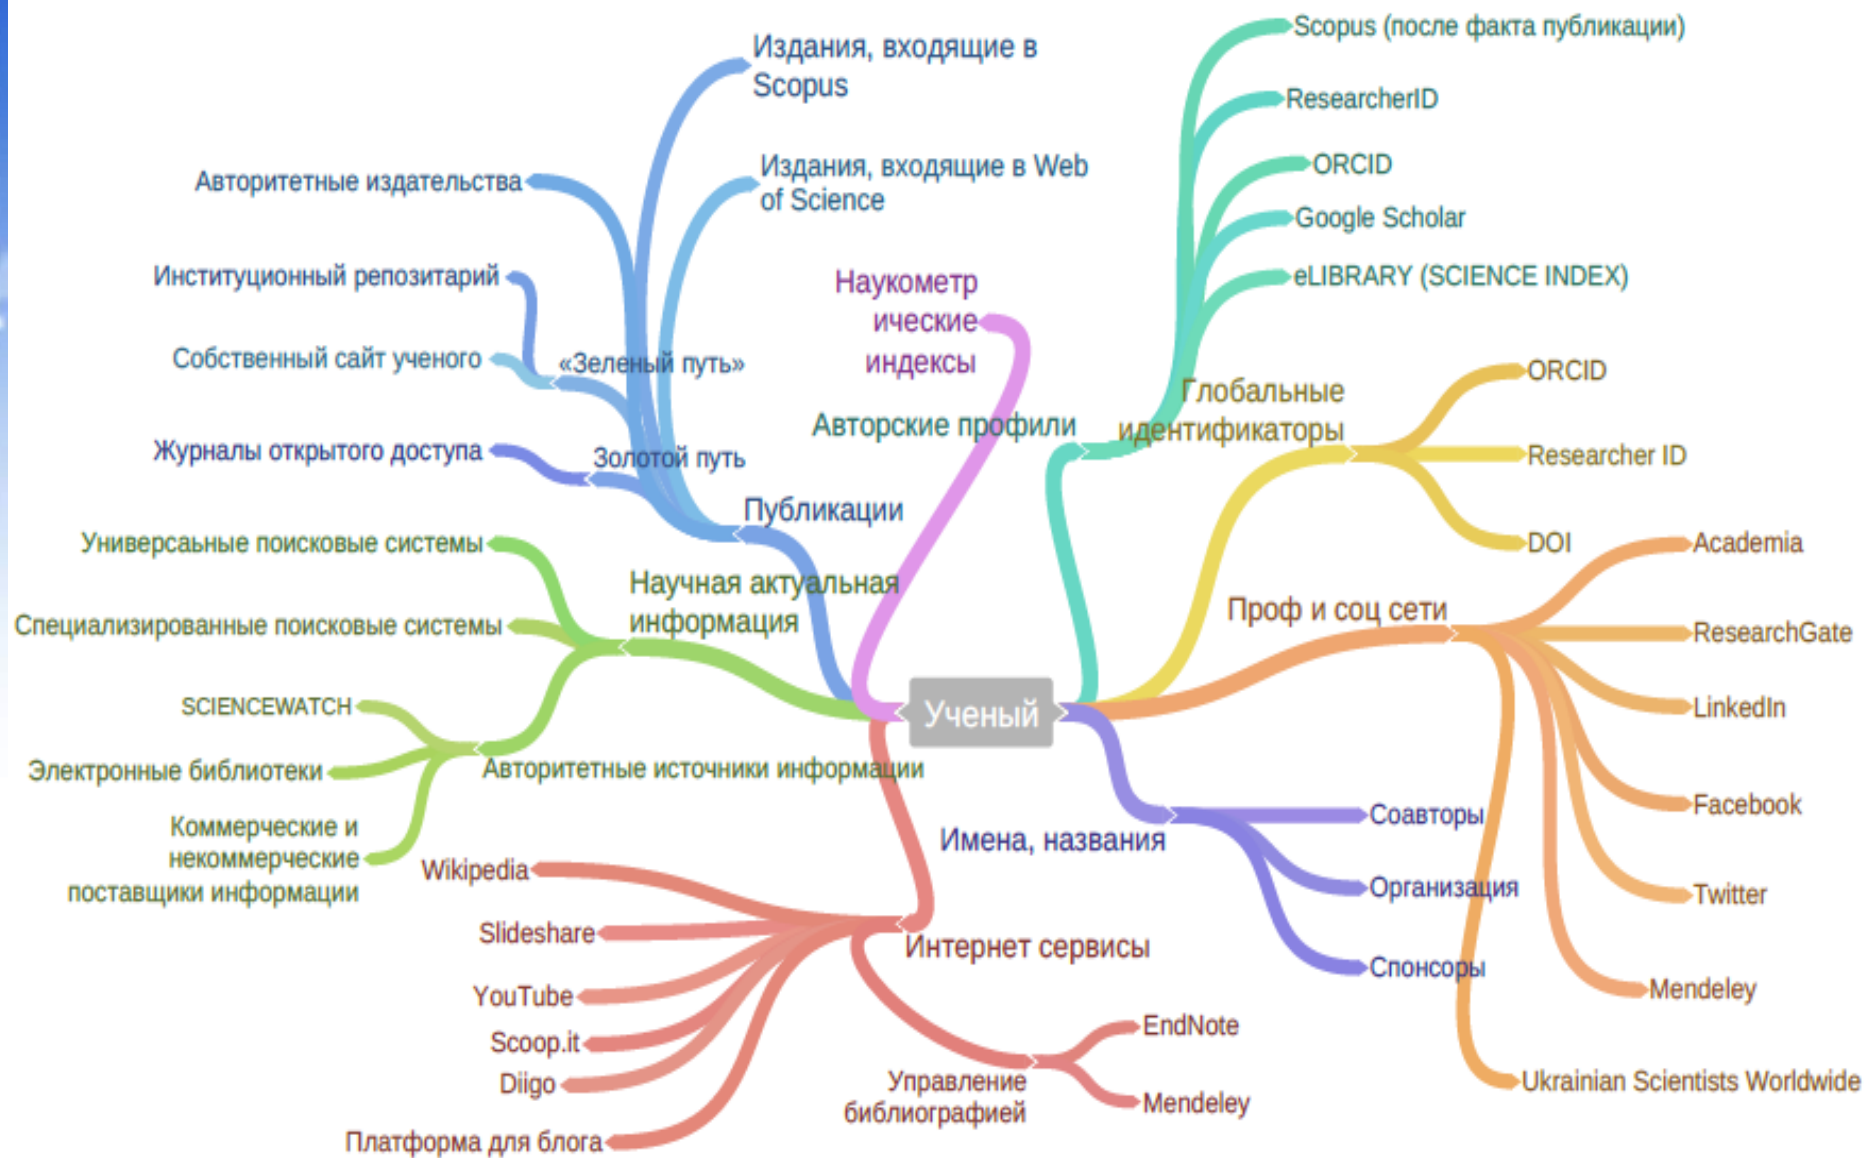 Издания, входящие в
Scopus
Издания, входящие в Web
of Science
Авторитетные издательства
Институционный репозитарий
Собственный сайт ученого
«Зеленый путь»
Журналы открытого доступа
Золотой путь
Публикации
Наукометр
ические
индексы
Универсаьные поисковые системы
Специализированные поисковые системы
Научная актуальная
информация
SCIENCEWATCH
Электронные библиотеки
Коммерческие и
некоммерческие
поставщики информации
Авторитетные источники информации
Wikipedia
Slideshare
YouTube
Scoop.it
Diigo
Платформа для блога
Интернет сервисы
Управление
библиографией
EndNote
Mendeley
Ученый
Scopus (после факта публикации)
ResearcherID
ORCID
Google Scholar
eLIBRARY (SCIENCE INDEX)
Авторские профили
Глобальные
идентификаторы
ORCID
Researcher ID
DOI
Проф и соц сети
Academia
ResearchGate
LinkedIn
Facebook
Twitter
Mendeley
Ukrainian Scientists Worldwide
Имена, названия
Соавторы
Организация
Спонсоры